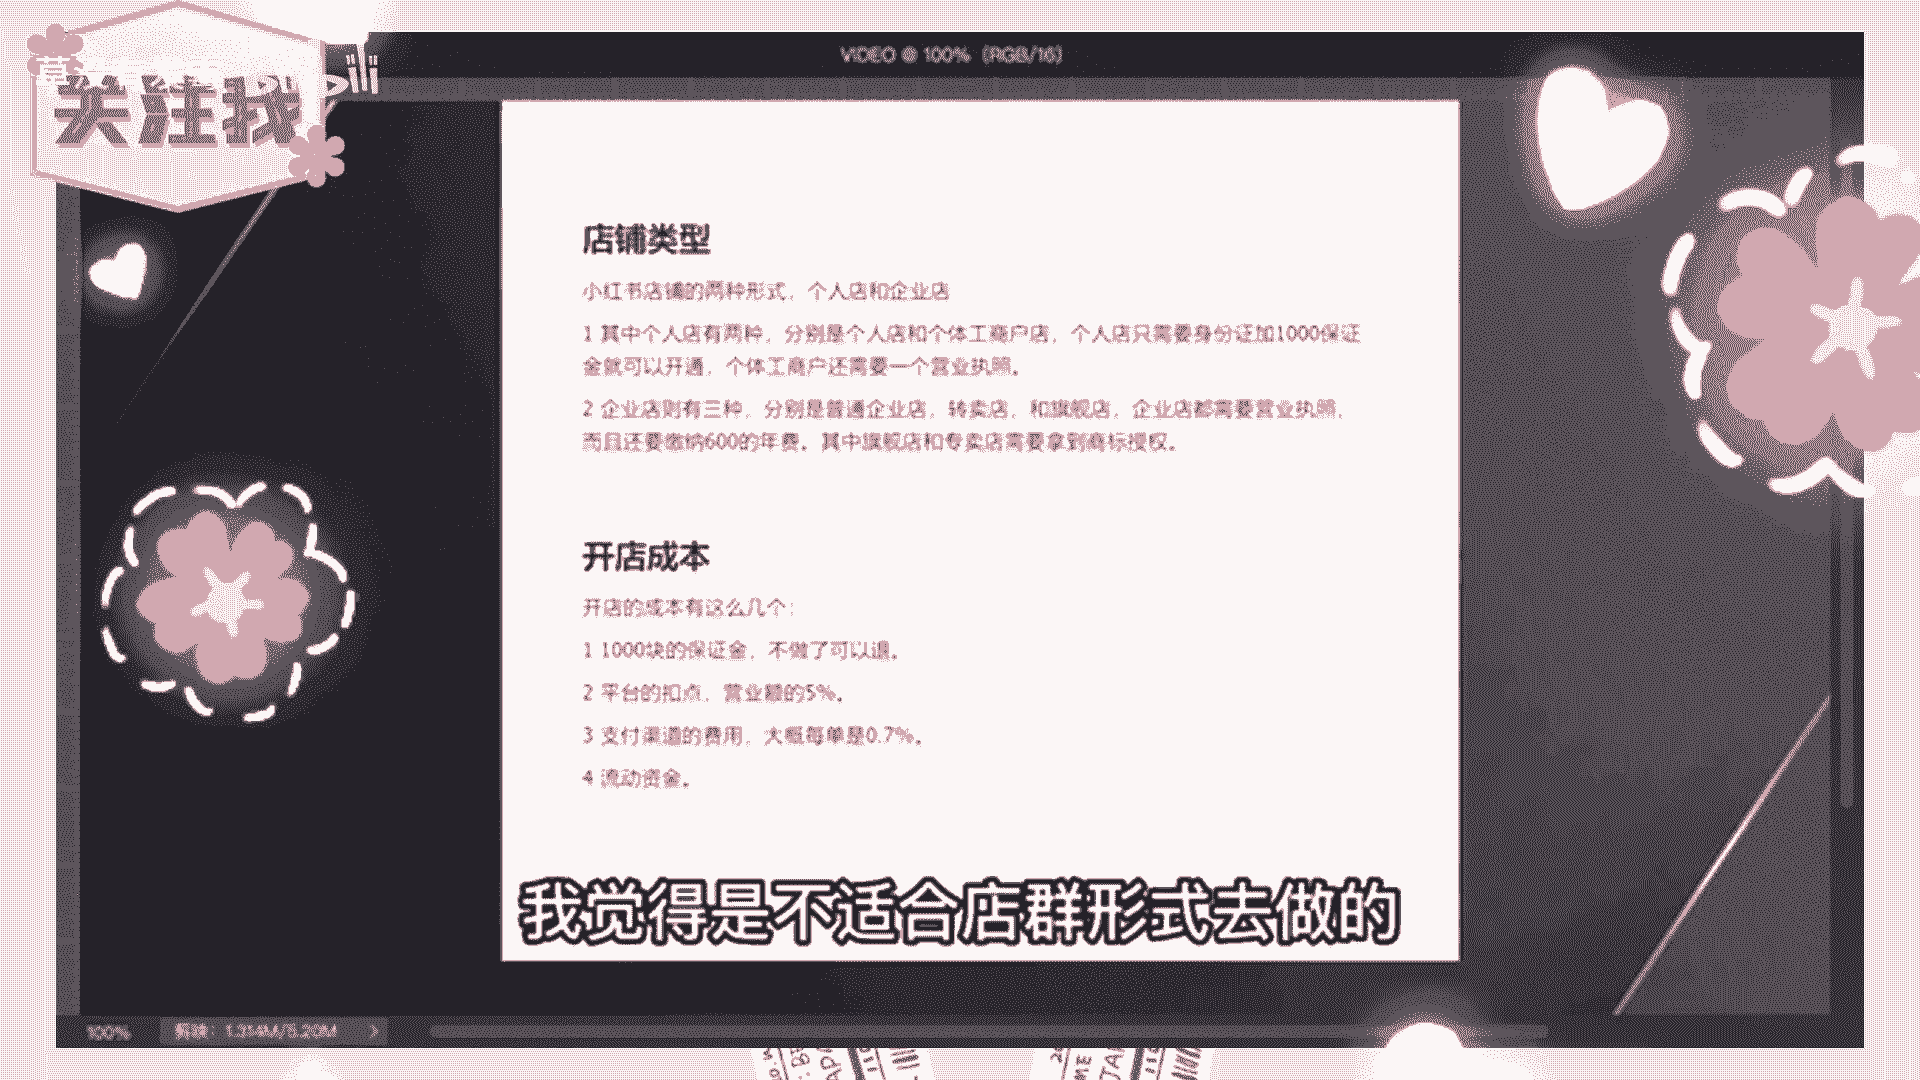 VIDEO @ 100% (RGB/16)
关注我
店铺类型
小红书店铺的两种形式，个人店和企业店
1 其中个人店有两种，分别是个人店和个体工商户店，个人店只需要身份证加1000保证
金就可以开通，个体工商户还需要一个营业执照。
2 企业店则有三种，分别是普通企业店，转卖店，和旗舰店，企业店都需要营业执照，
而且还要缴纳600的年费。其中旗舰店和专卖店需要拿到商标授权。
开店成本
开店的成本有这么几个：
1 1000块的保证金，不做了可以退。
2 平台的扣点，营业额的5%。
3 支付渠道的费用，大概每单是0.7%。
4 流动资金。
我觉得是不适合店群形式去做的
100%
1.314M/5.20M